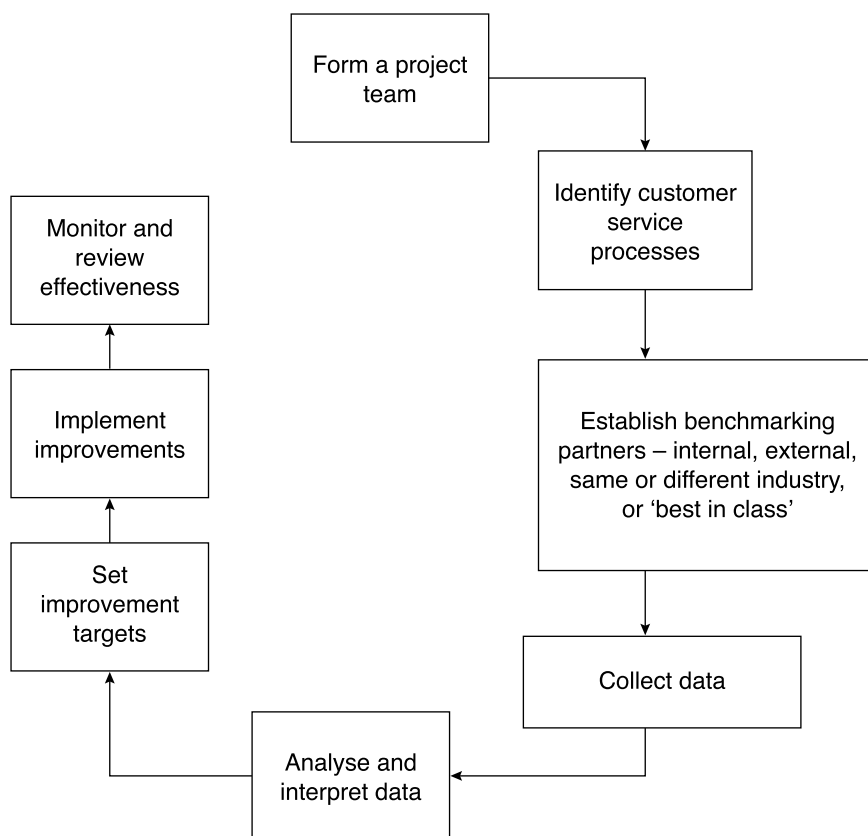 Form a project
team
Identify customer
service
processes
Establish benchmarking
partners – internal, external,
same or different industry,
or ‘best in class’
Collect data
Analyse and
interpret data
Set
improvement
targets
Implement
improvements
Monitor and
review
effectiveness